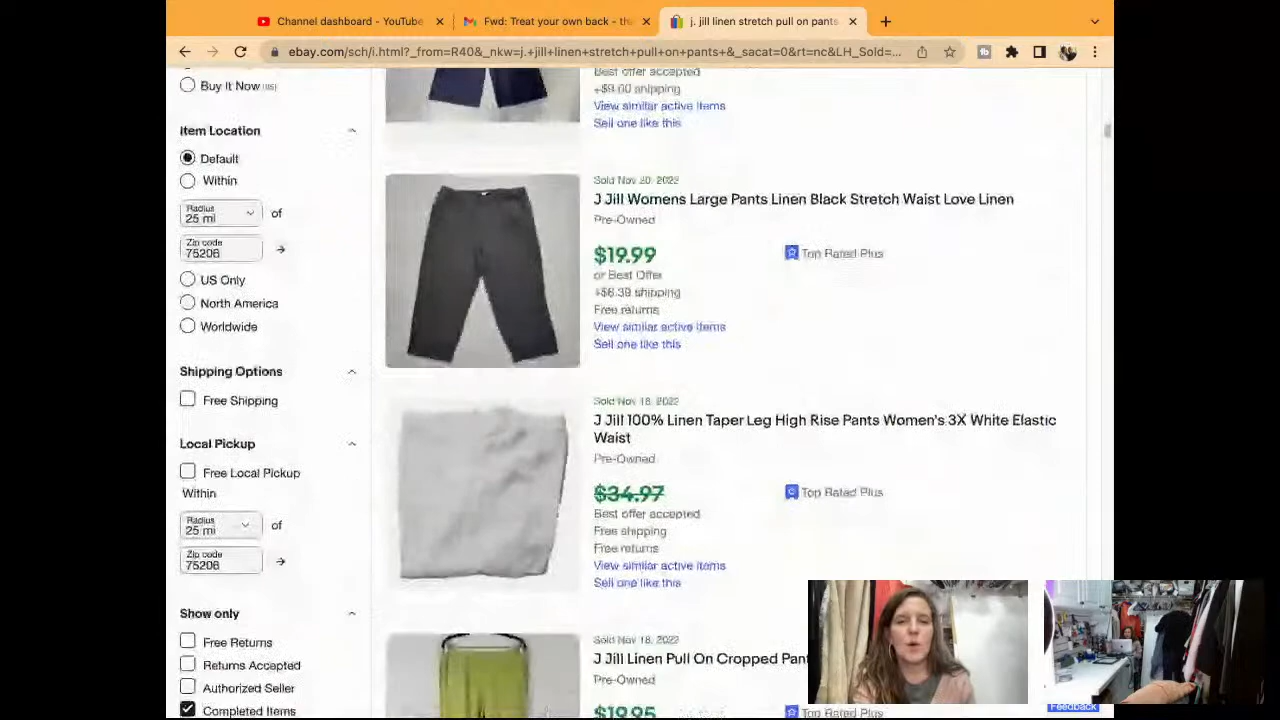 Channel dashboard - YouTube
Fwd: Treat your own back - tha
j. jill linen stretch pull on pants
ebay.com/sch/i.html?_from=R40&_nkw=j.+jill+linen+stretch+pull+on+pants+&_sacat=0&rt=nc&LH_Sold=...
Buy It Now
Item Location
Default
Within
Radius
25 mi
of
Zip code
75206
US Only
North America
Worldwide
Shipping Options
Free Shipping
Local Pickup
Free Local Pickup
Within
Radius
25 mi
of
Zip code
75206
Show only
Free Returns
Returns Accepted
Authorized Seller
Completed Items
Best offer accepted
+$9.00 shipping
View similar active items
Sell one like this
Sold Nov 20, 2022
J Jill Womens Large Pants Linen Black Stretch Waist Love Linen
Pre-Owned
$19.99
Top Rated Plus
or Best Offer
+$6.39 shipping
Free returns
View similar active items
Sell one like this
Sold Nov 18, 2022
J Jill 100% Linen Taper Leg High Rise Pants Women's 3X White Elastic
Waist
Pre-Owned
$34.97
Top Rated Plus
Best offer accepted
Free shipping
Free returns
View similar active items
Sell one like this
Sold Nov 18, 2022
J Jill Linen Pull On Cropped Pant
Pre-Owned
$19.95
Top Rated Plus
Feedback